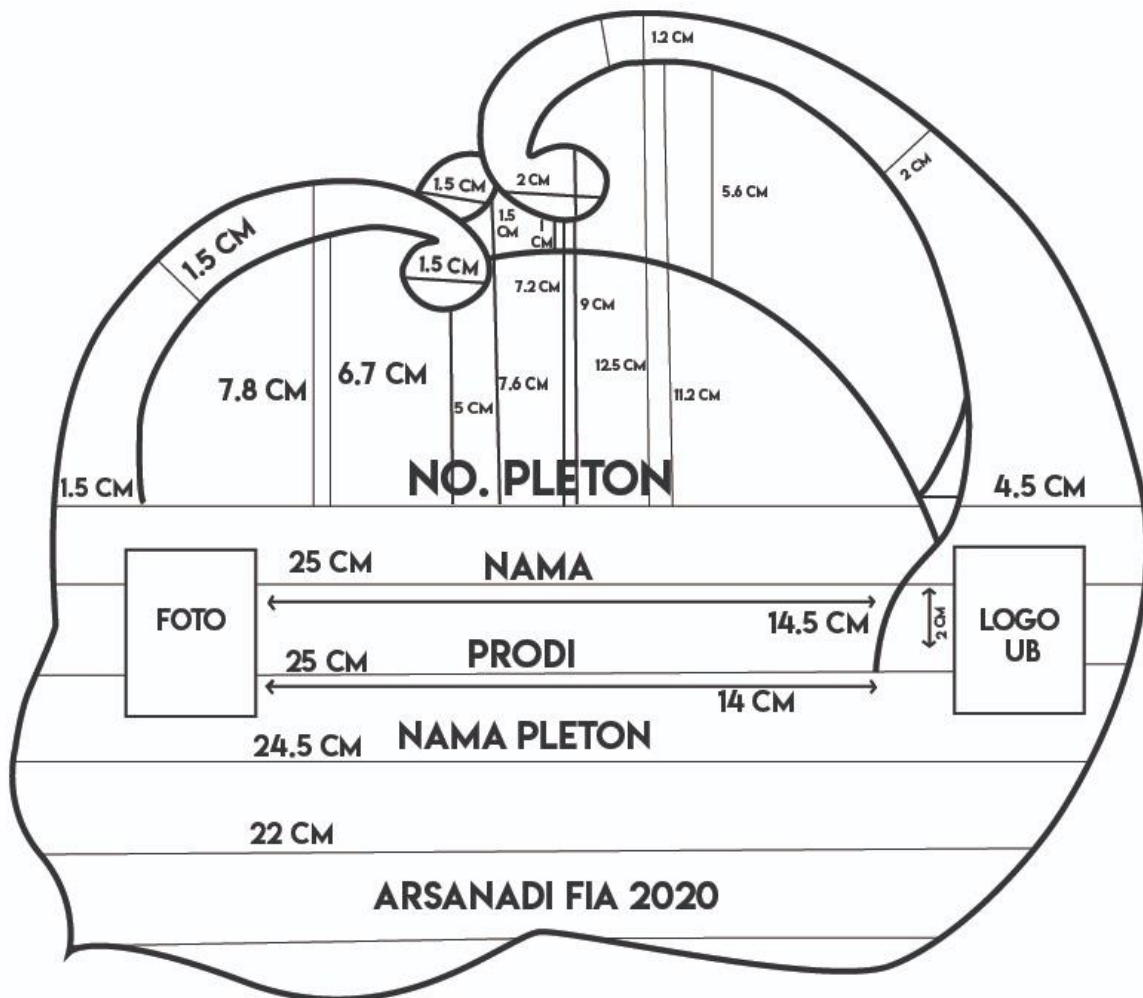 1.2 CM
2 CM
1.5 CM
2 CM
5.6 CM
1.5
CM
1
CM
1.5 CM
1.5 CM
7.2 CM
9 CM
7.8 CM
6.7 CM
7.6 CM
12.5 CM
5 CM
11.2 CM
1.5 CM
NO. PLETON
4.5 CM
25 CM
NAMA
FOTO
14.5 CM
2 CM
LOGO
UB
25 CM
PRODI
14 CM
24.5 CM
NAMA PLETON
22 CM
ARSANADI FIA 2020